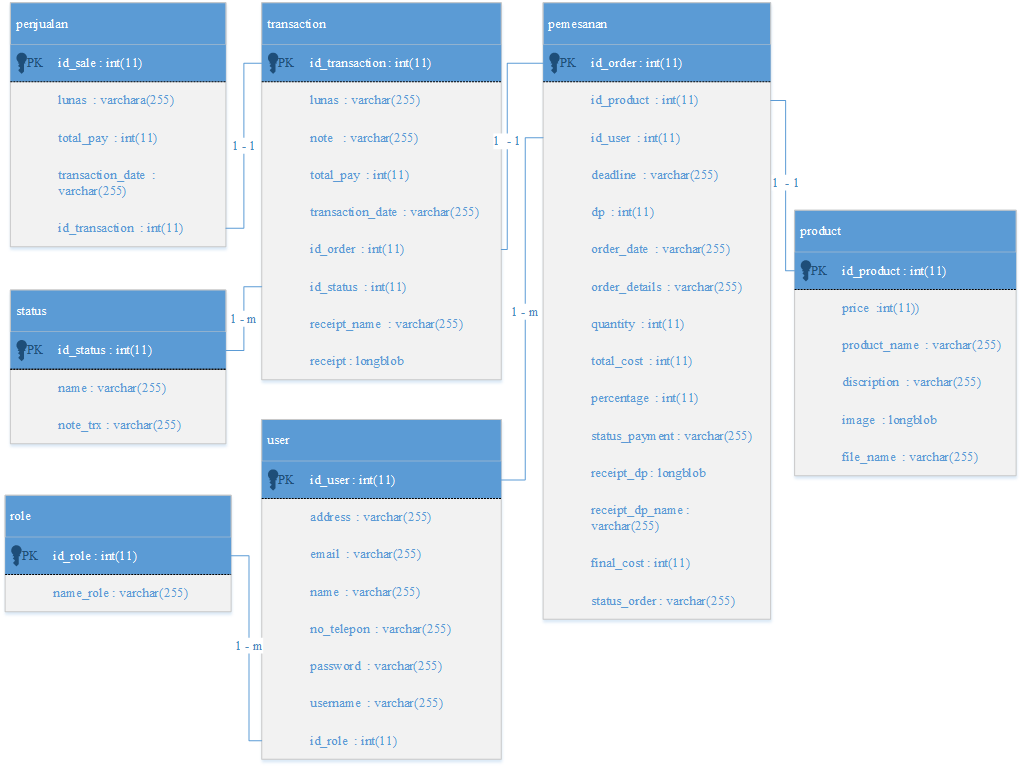 penjualan
PK id_sale : int(11)
lunas : varchara(255)
total_pay : int(11)
transaction_date :
varchar(255)
id_transaction : int(11)
1 - 1
transaction
PK id_transaction : int(11)
lunas : varchar(255)
note : varchar(255)
total_pay : int(11)
transaction_date : varchar(255)
id_order : int(11)
id_status : int(11)
receipt_name : varchar(255)
receipt : longblob
1 - 1
pemesanan
PK id_order : int(11)
id_product : int(11)
id_user : int(11)
deadline : varchar(255)
dp : int(11)
order_date : varchar(255)
order_details : varchar(255)
quantity : int(11)
total_cost : int(11)
percentage : int(11)
status_payment : varchar(255)
receipt_dp : longblob
receipt_dp_name :
varchar(255)
final_cost : int(11)
status_order : varchar(255)
1 - 1
product
PK id_product : int(11)
price :int(11))
product_name : varchar(255)
discription : varchar(255)
image : longblob
file_name : varchar(255)
status
PK id_status : int(11)
name : varchar(255)
note_trx : varchar(255)
1 - m
1 - m
user
PK id_user : int(11)
address : varchar(255)
email : varchar(255)
name : varchar(255)
no_telepon : varchar(255)
password : varchar(255)
username : varchar(255)
id_role : int(11)
role
PK id_role : int(11)
name_role : varchar(255)
1 - m